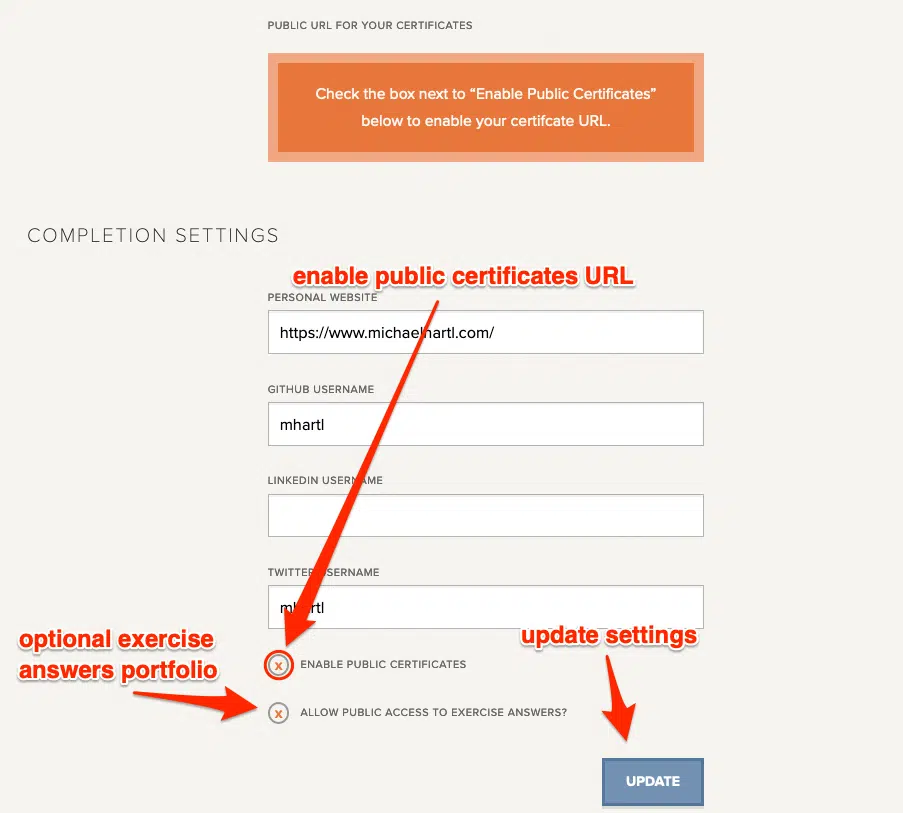 PUBLIC URL FOR YOUR CERTIFICATES
Check the box next to “Enable Public Certificates”
below to enable your certifcate URL.
COMPLETION SETTINGS
enable public certificates URL
PERSONAL WEBSITE
https://www.michaelhartl.com/
GITHUB USERNAME
mhartl
LINKEDIN USERNAME
TWITTER USERNAME
mhartl
optional exercise
answers portfolio
update settings
x ENABLE PUBLIC CERTIFICATES
x ALLOW PUBLIC ACCESS TO EXERCISE ANSWERS?
UPDATE